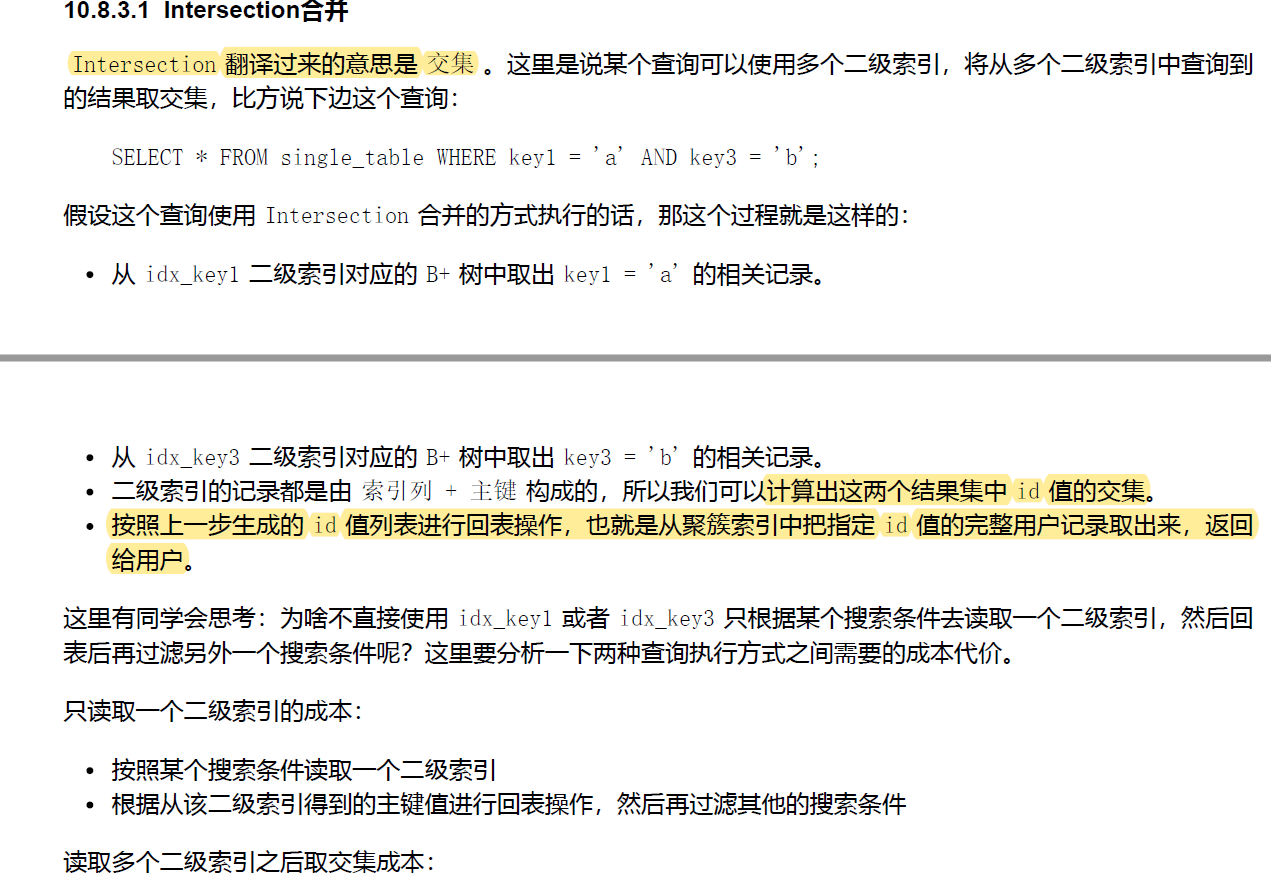 10.8.3.1 Intersection合并
Intersection 翻译过来的意思是 交集 。这里是说某个查询可以使用多个二级索引，将从多个二级索引中查询到
的结果取交集，比方说下边这个查询：
SELECT * FROM single_table WHERE key1 = 'a' AND key3 = 'b';
假设这个查询使用 Intersection 合并的方式执行的话，那这个过程就是这样的：
• 从 idx_key1 二级索引对应的 B+ 树中取出 key1 = 'a' 的相关记录。
• 从 idx_key3 二级索引对应的 B+ 树中取出 key3 = 'b' 的相关记录。
• 二级索引的记录都是由 索引列 + 主键 构成的，所以我们可以计算出这两个结果集中 id 值的交集。
• 按照上一步生成的 id 值列表进行回表操作，也就是从聚簇索引中把指定 id 值的完整用户记录取出来，返回
给用户。
这里有同学会思考：为啥不直接使用 idx_key1 或者 idx_key3 只根据某个搜索条件去读取一个二级索引，然后回
表后再过滤另外一个搜索条件呢？这里要分析一下两种查询执行方式之间需要的成本代价。
只读取一个二级索引的成本：
• 按照某个搜索条件读取一个二级索引
• 根据从该二级索引得到的主键值进行回表操作，然后再过滤其他的搜索条件
读取多个二级索引之后取交集成本：